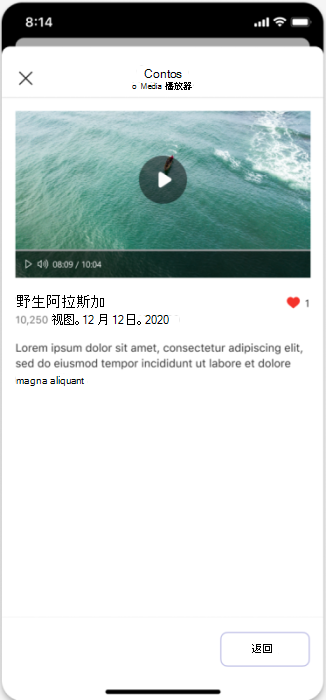 8:14
Contos
o Media 播放器
08:09 / 10:04
野生阿拉斯加
1
10,250 视图。12 月 12日。2020
Lorem ipsum dolor sit amet, consectetur adipiscing elit,
sed do eiusmod tempor incididunt ut labore et dolore
magna aliquant
返回